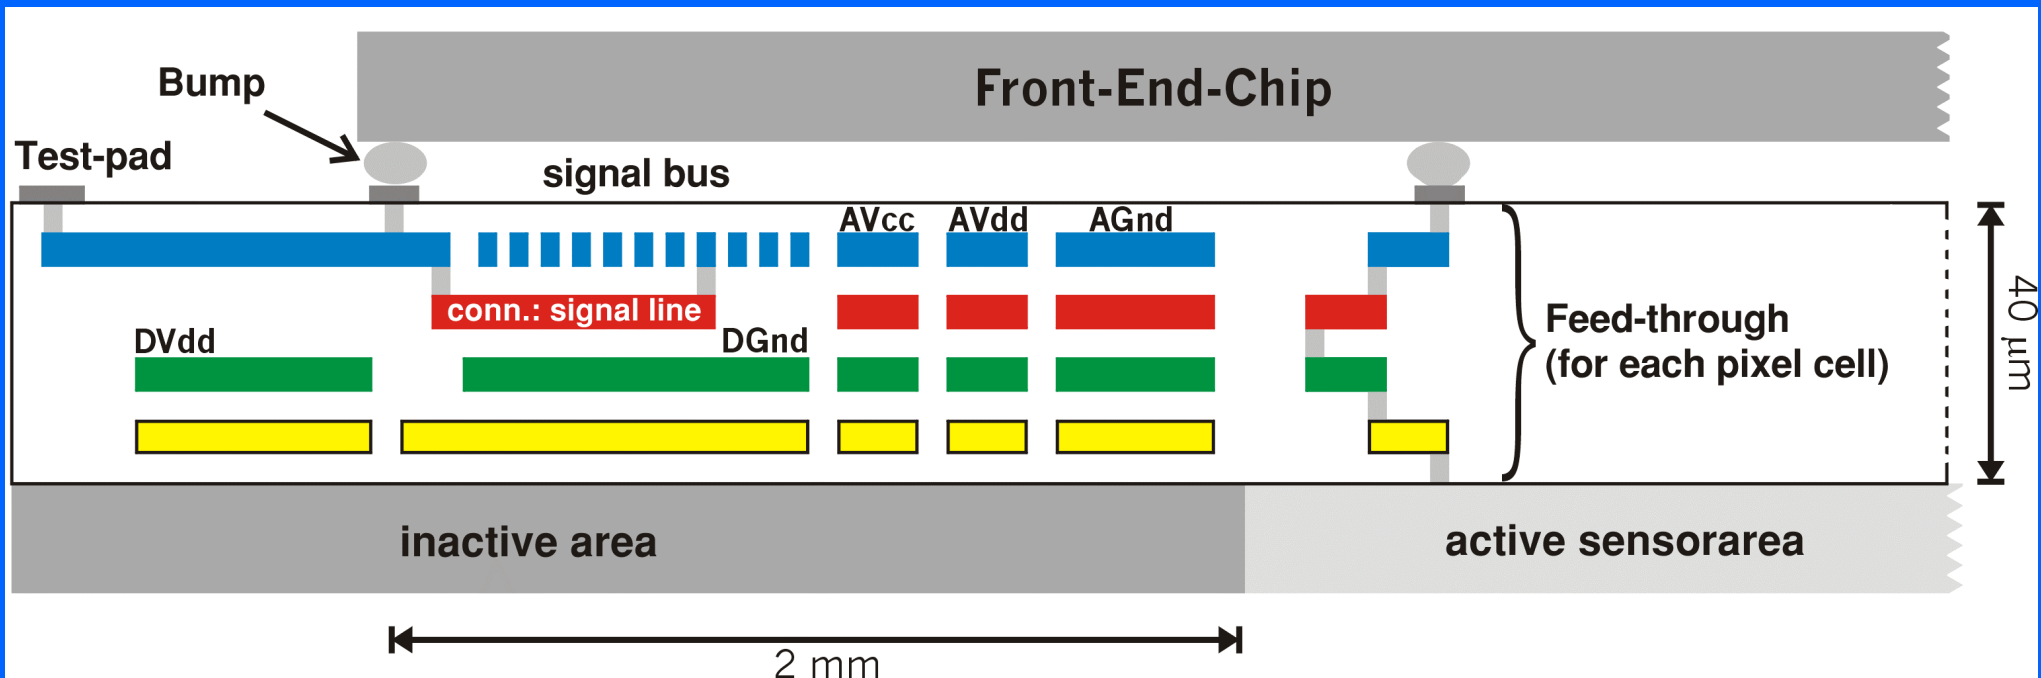 Front-End-Chip
Bump
Test-pad
signal bus
AVcc AVdd AGnd
conn.: signal line
DVdd
DGnd
Feed-through
(for each pixel cell)
40 µm
inactive area
active sensorarea
2 mm